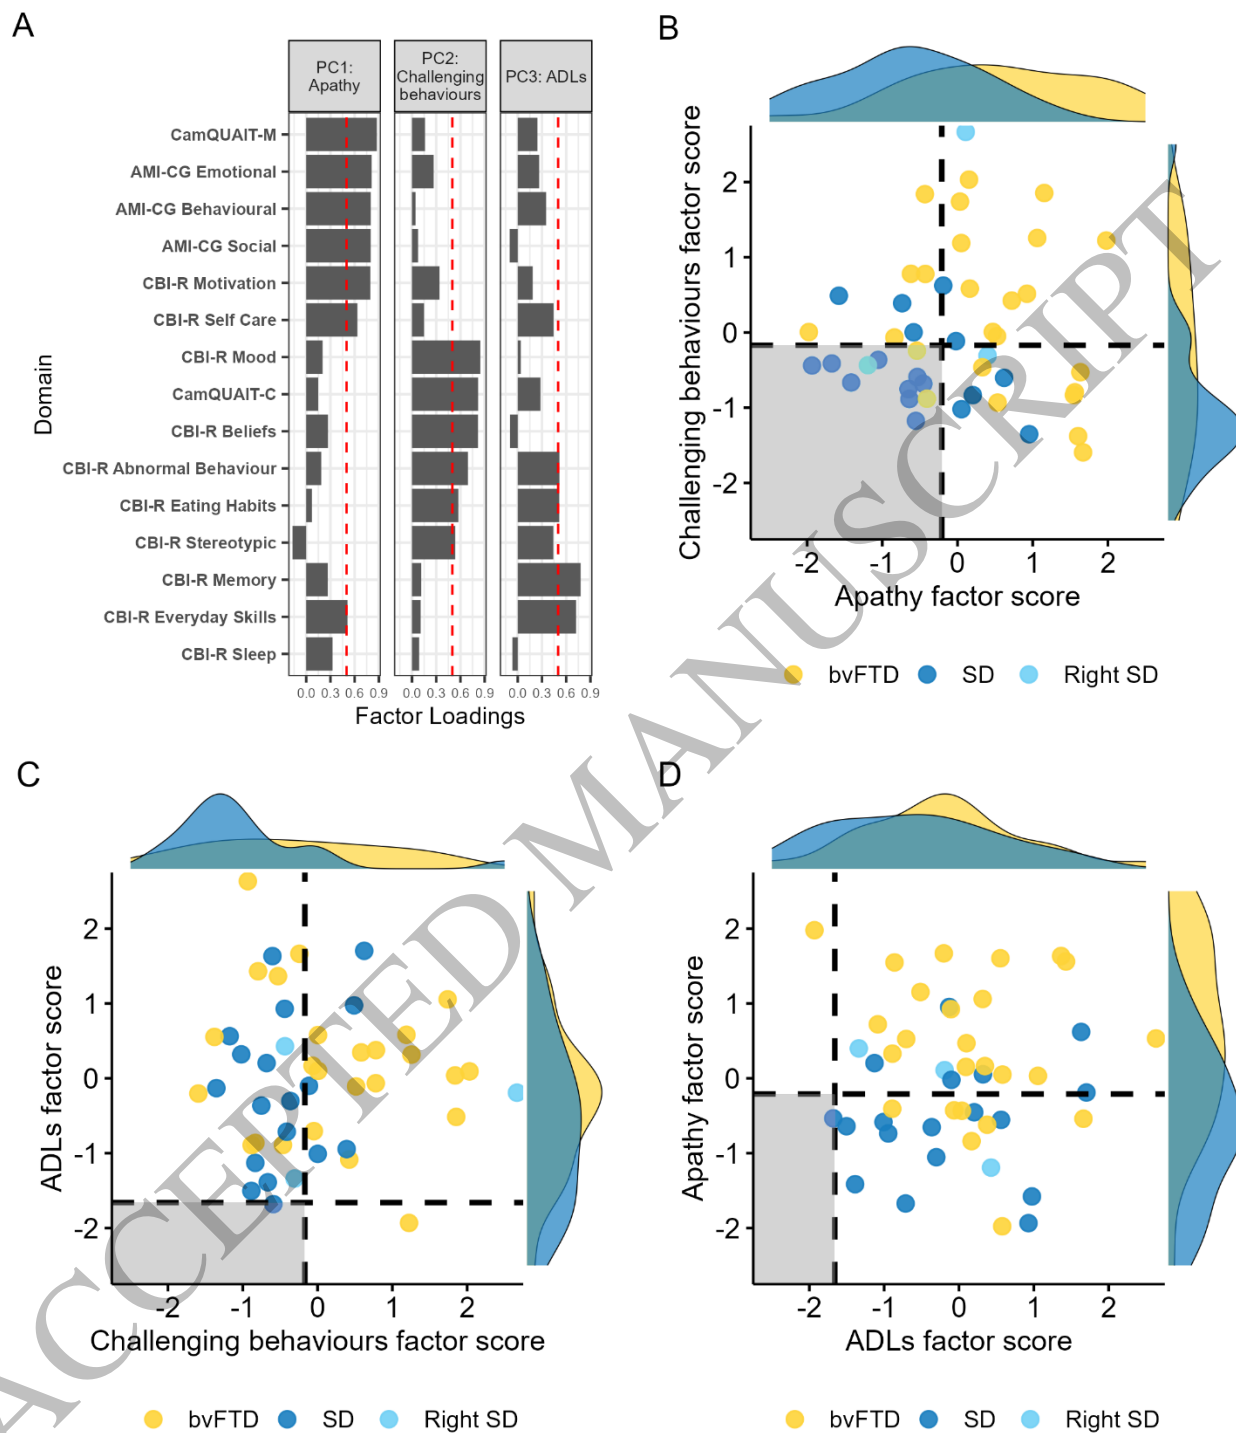 A
PC1:
Apathy
PC2:
Challenging
behaviours
PC3: ADLs
Domain
CamQUAIT-M
AMI-CG Emotional
AMI-CG Behavioural
AMI-CG Social
CBI-R Motivation
CBI-R Self Care
CBI-R Mood
CamQUAIT-C
CBI-R Beliefs
CBI-R Abnormal Behaviour
CBI-R Eating Habits
CBI-R Stereotypic
CBI-R Memory
CBI-R Everyday Skills
CBI-R Sleep
0.0 0.3 0.6 0.9 0.0 0.3 0.6 0.9 0.0 0.3 0.6 0.9
Factor Loadings
B
Challenging behaviours factor score
2
1
0
-1
-2
-2 -1 0 1 2
Apathy factor score
bvFTD SD Right SD
C
ADLs factor score
2
1
0
-1
-2
-2 -1 0 1 2
Challenging behaviours factor score
bvFTD SD Right SD
D
Apathy factor score
2
1
0
-1
-2
-2 -1 0 1 2
ADLs factor score
bvFTD SD Right SD
ACCEPTED MANUSCRIPT